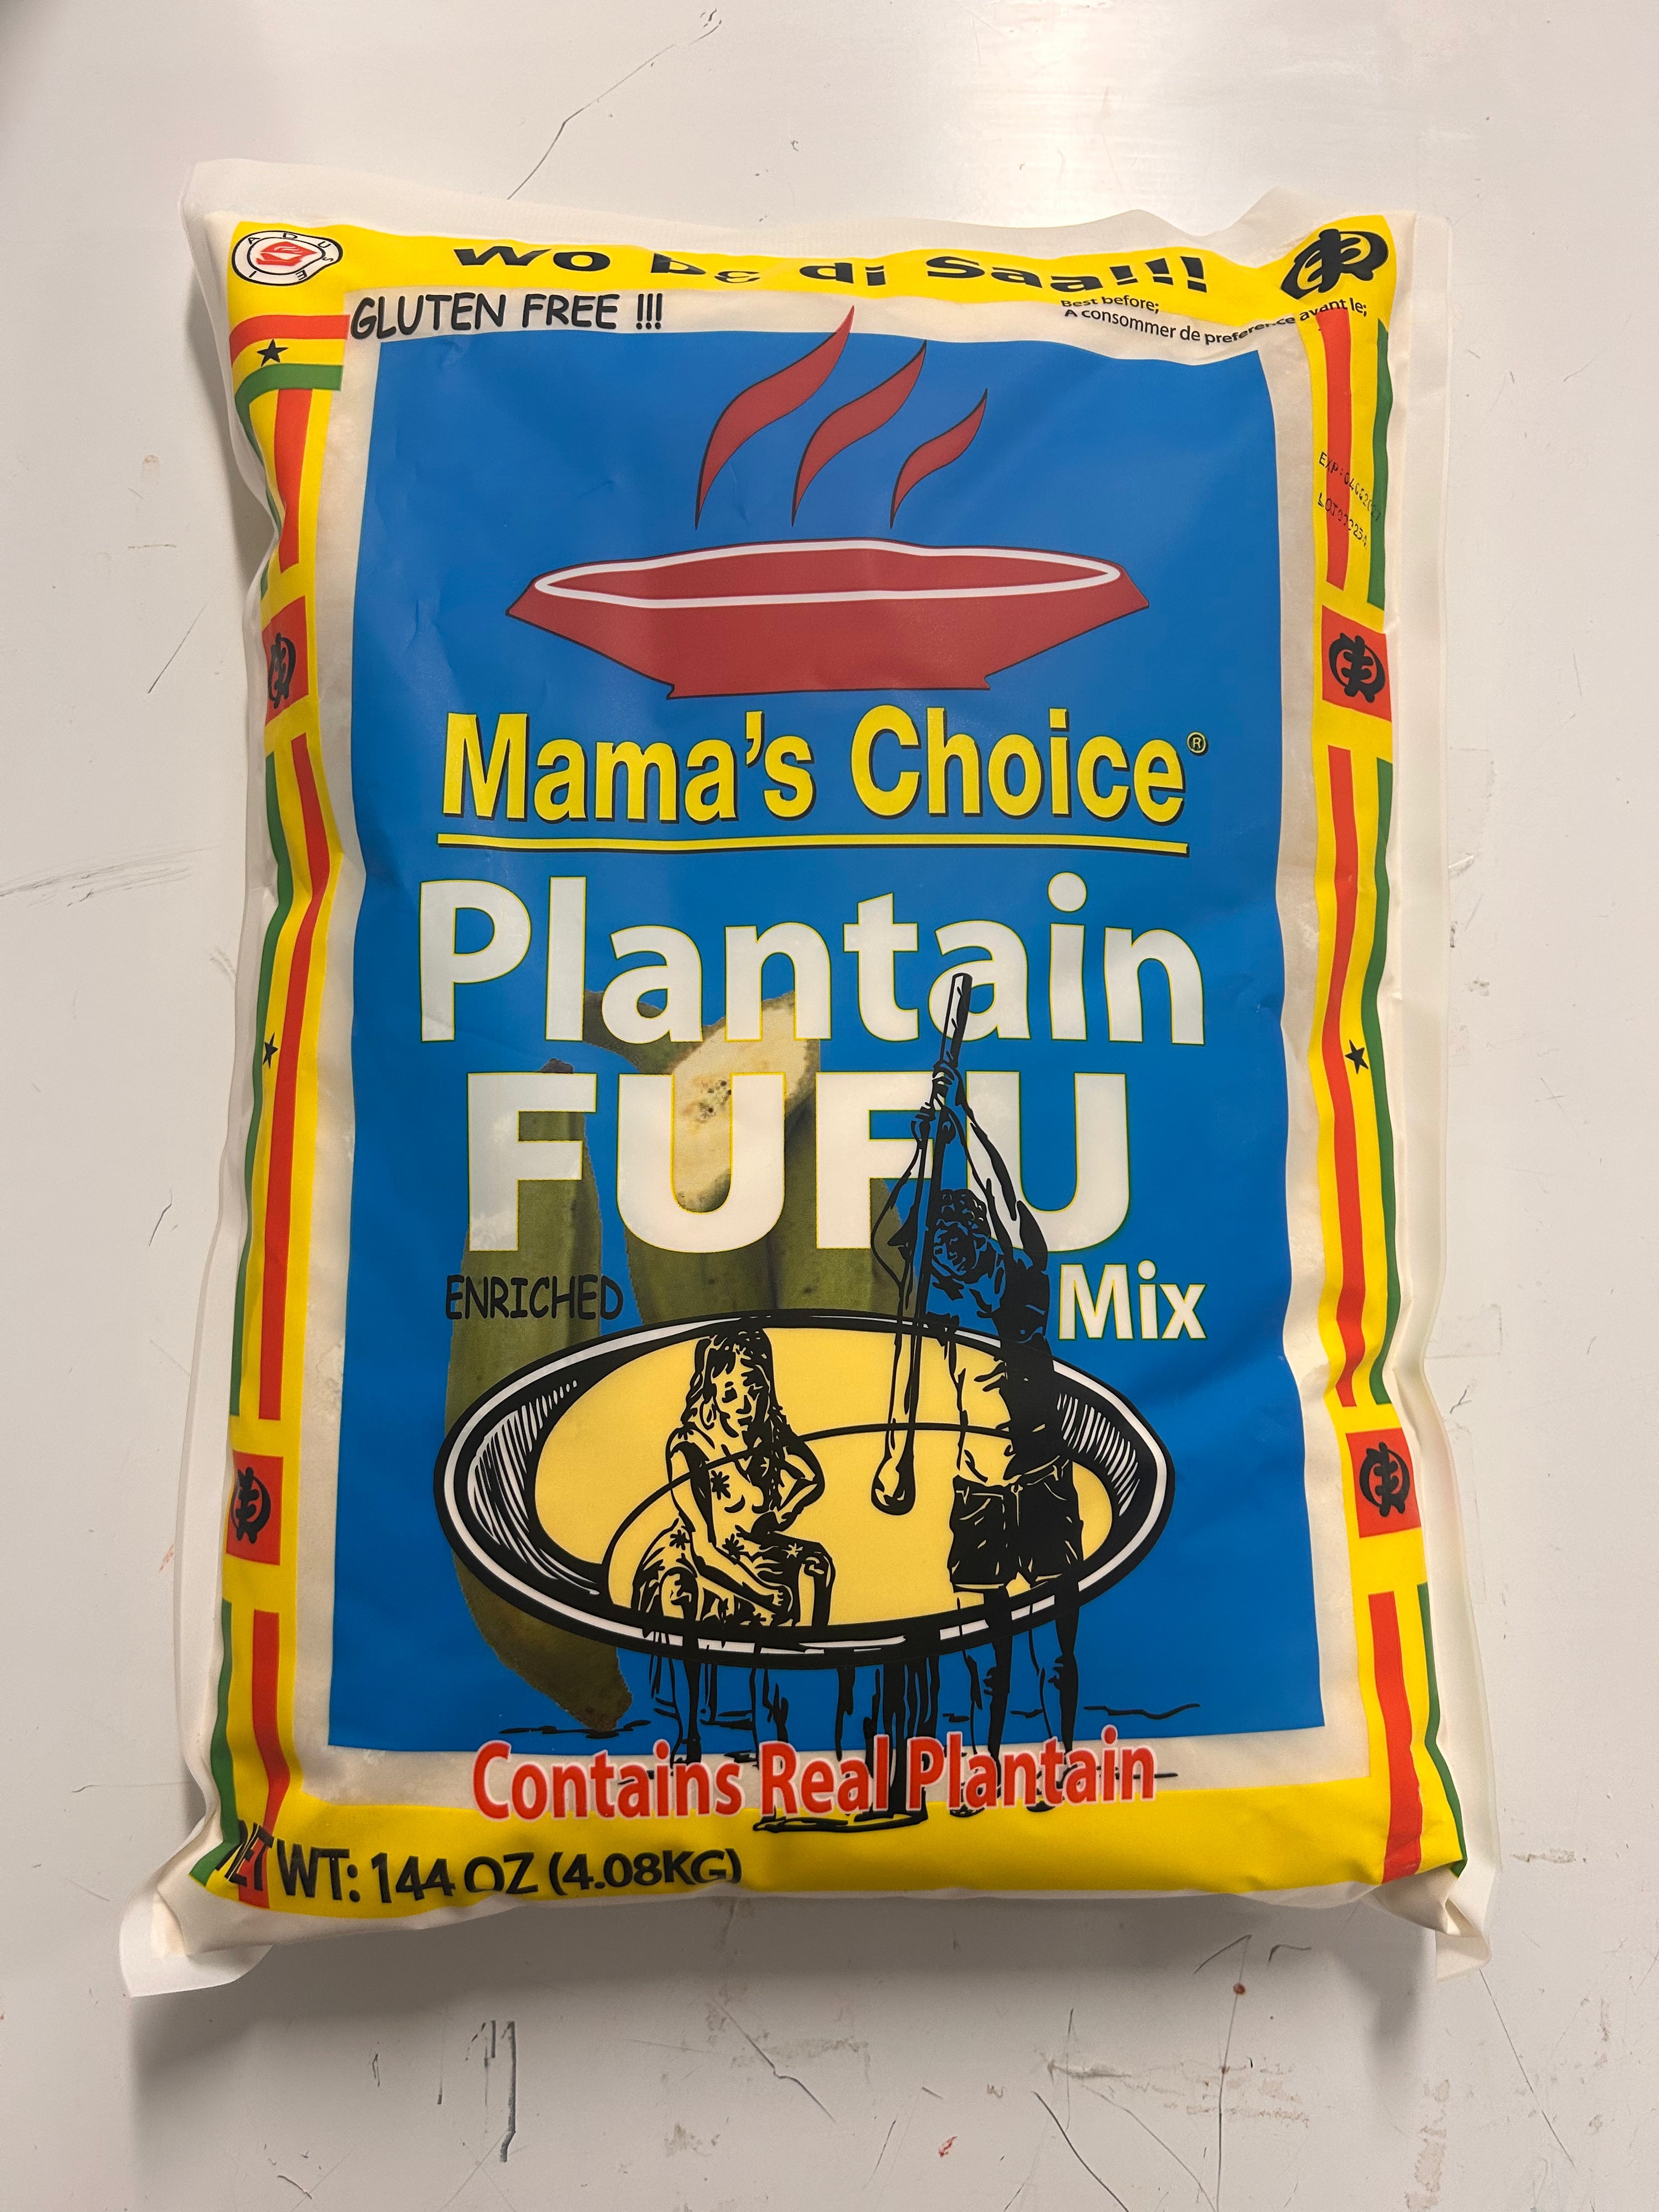 ADUSEI
wo bɛ di Saa!!!
GLUTEN FREE !!!
Best before;
A consommer de preference avant le;
Mama's Choice®
Plantain
FUFU
ENRICHED
Mix
Contains Real Plantain
NET WT: 144 OZ (4.08KG)